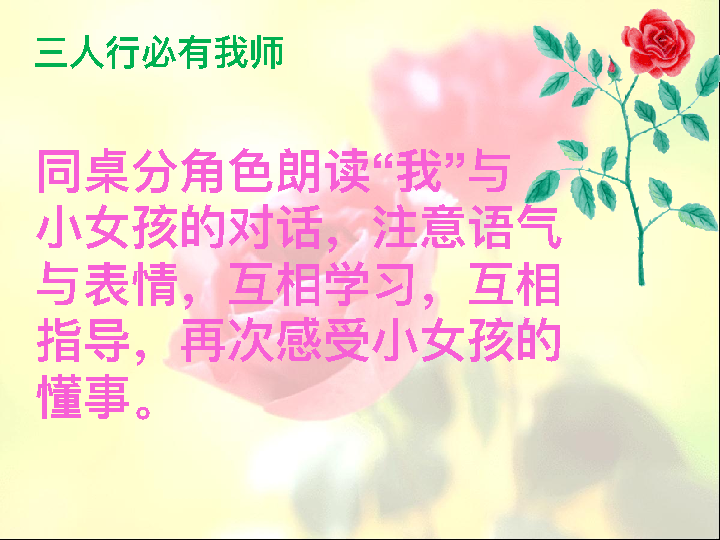 三人行必有我师
同桌分角色朗读“我”与
小女孩的对话，注意语气
与表情，互相学习，互相
指导，再次感受小女孩的
懂事。